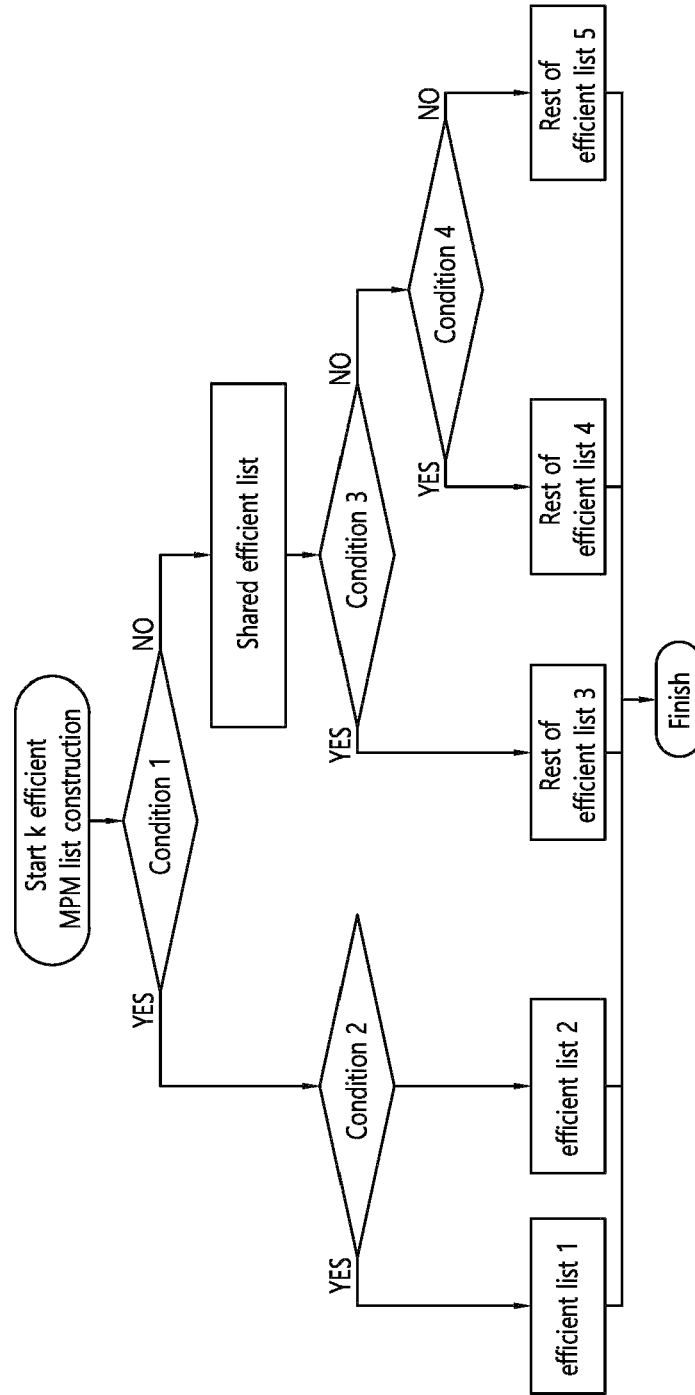 Start k efficient
MPM list construction
Condition 1
YES
NO
Shared efficient list
Condition 2
YES
Condition 3
YES
NO
Condition 4
YES
NO
efficient list 1
efficient list 2
Rest of
efficient list 3
Rest of
efficient list 4
Rest of
efficient list 5
Finish